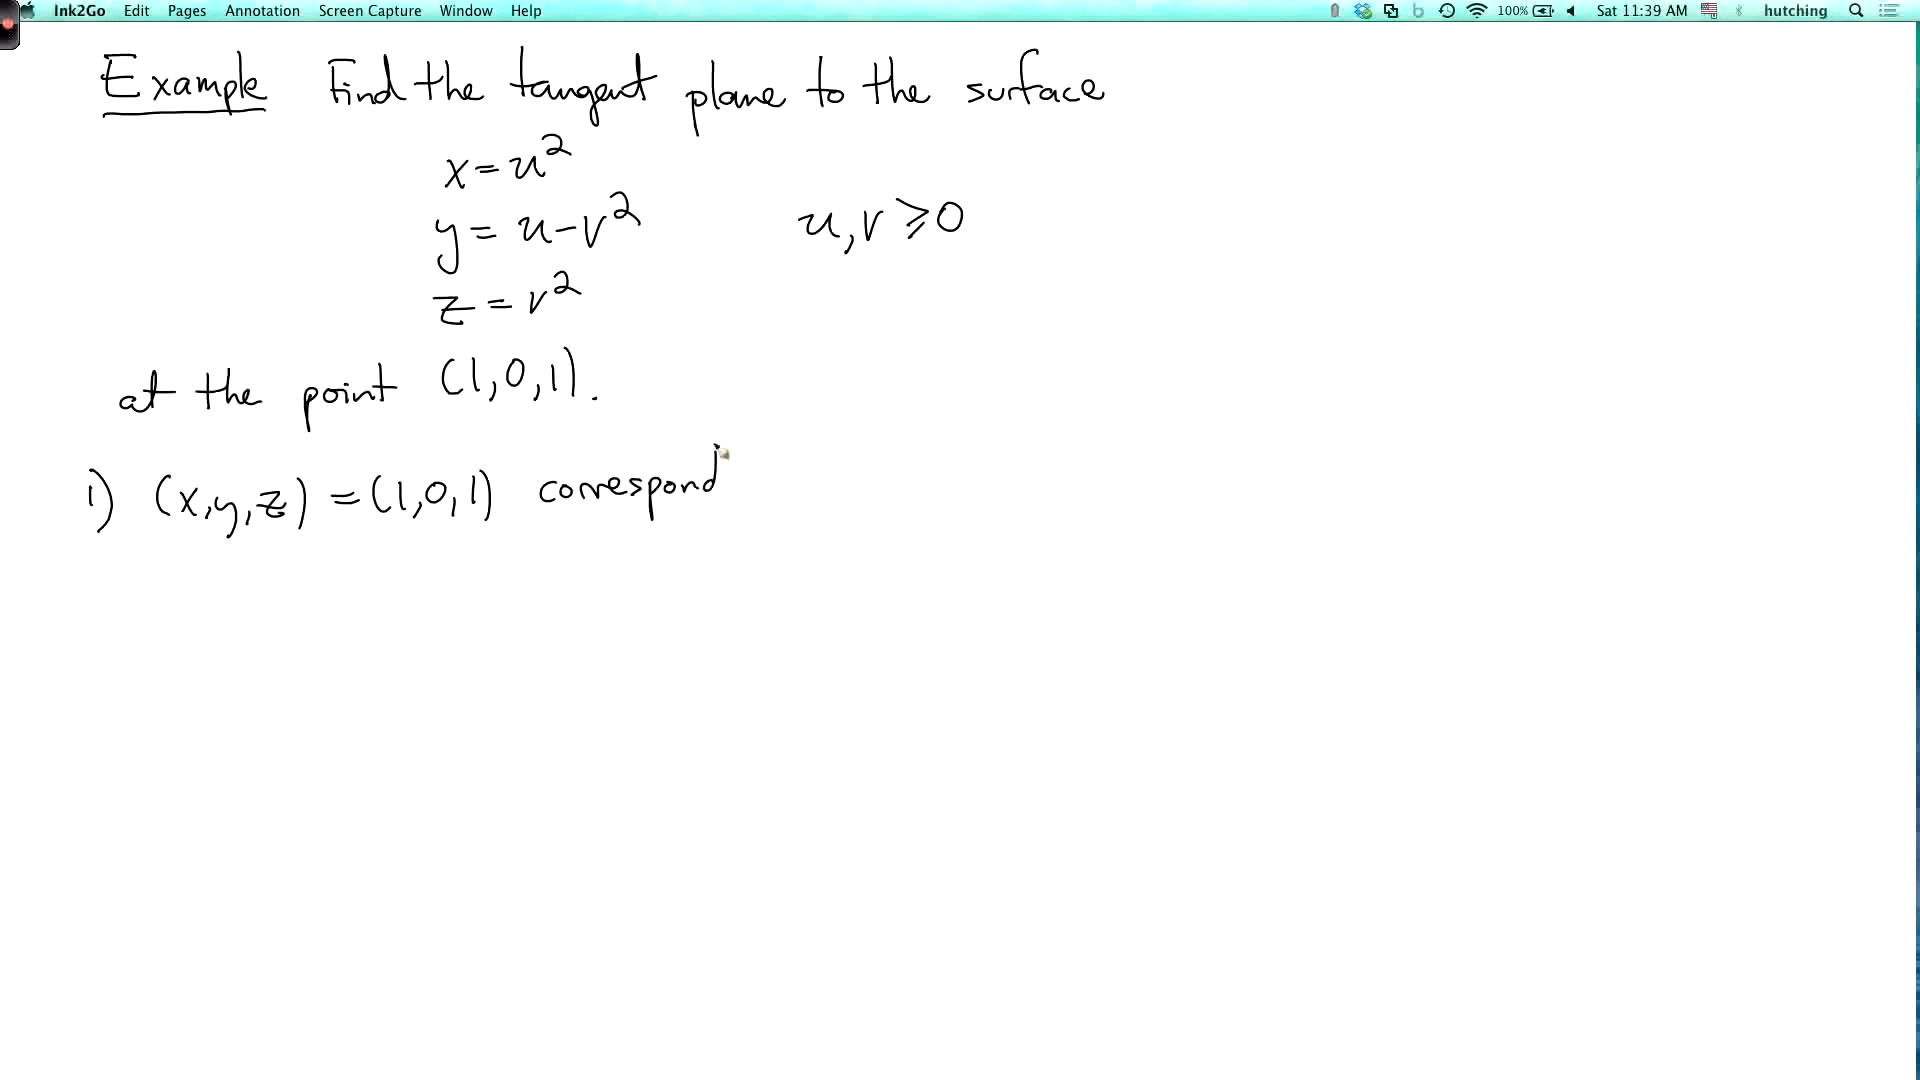 Ink2Go Edit Pages Annotation Screen Capture Window Help 100% Sat 11:39 AM hutching
Example Find the tangent plane to the surface
x = u²
y = u - v² u, v ⩾ 0
z = v²
at the point (1, 0, 1).
1) (x, y, z) = (1, 0, 1) correspond